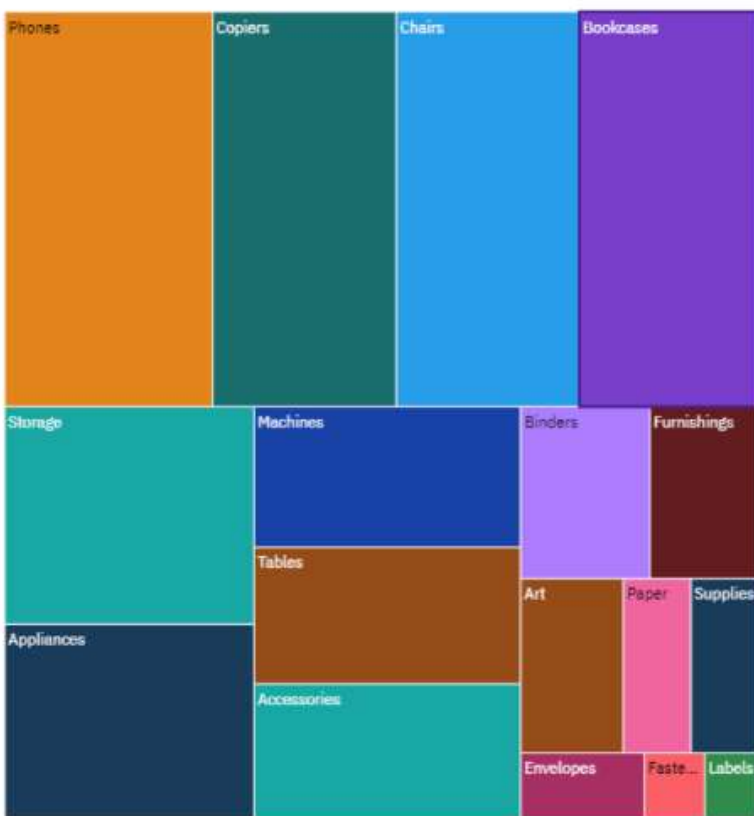 Phones
Copiers
Chairs
Bookcases
Storage
Machines
Binders
Furnishings
Tables
Art
Paper
Supplies
Appliances
Accessories
Envelopes
Faste...
Labels